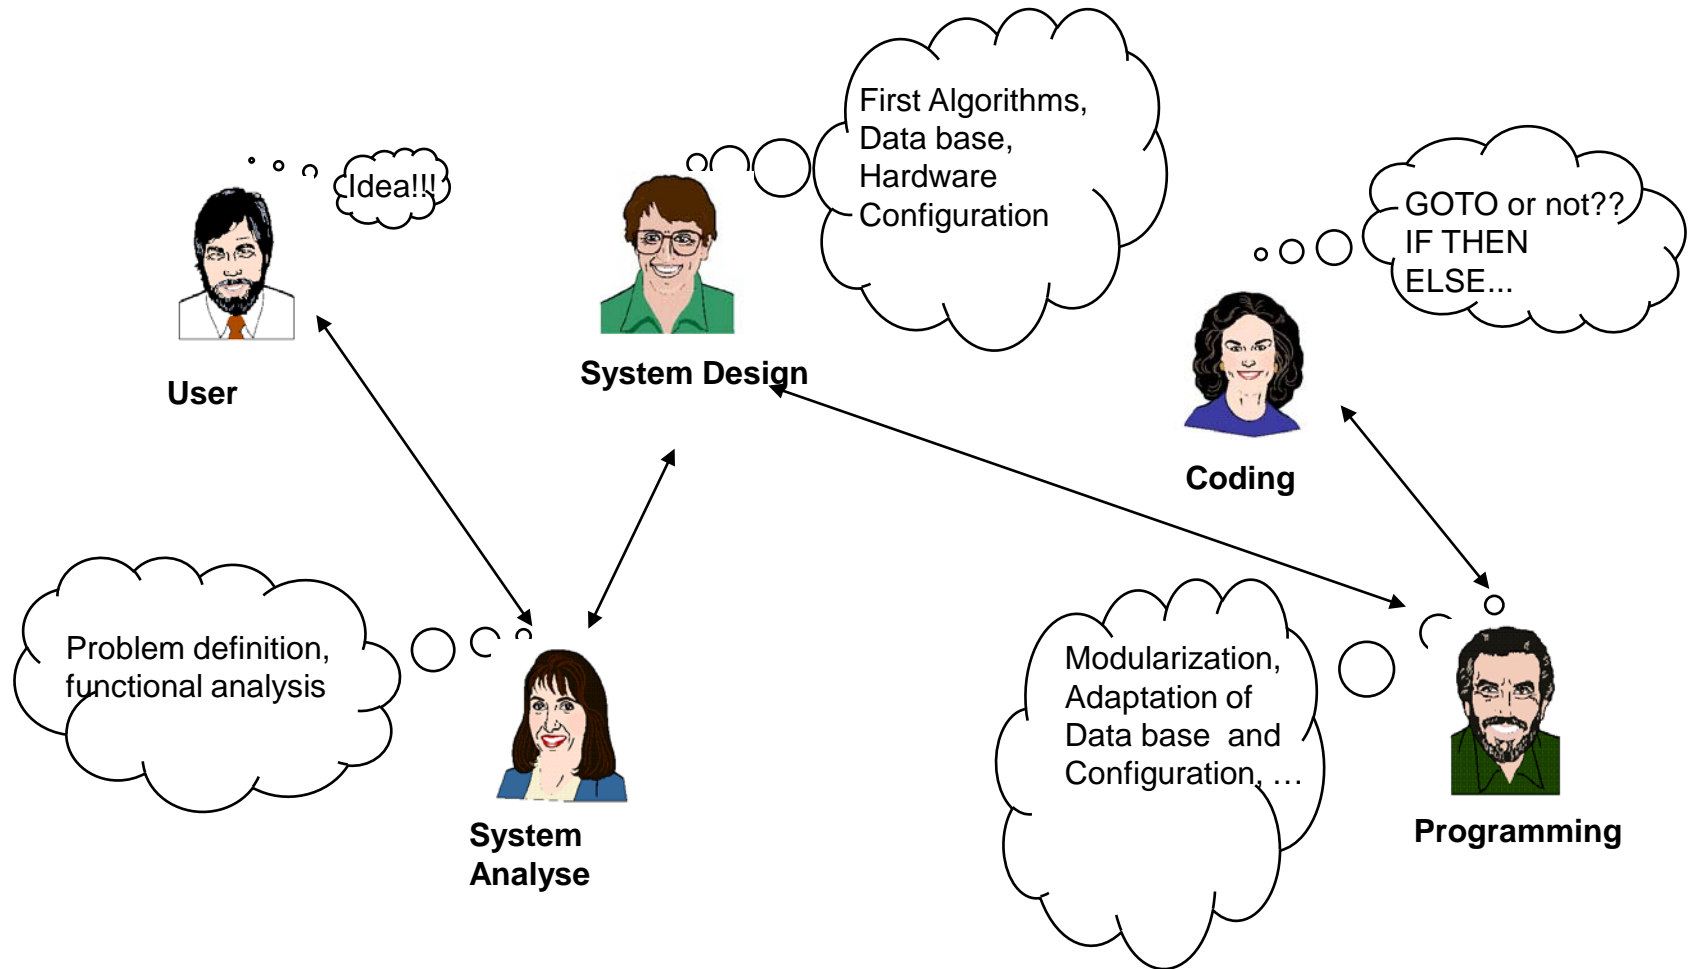 Idea!!!
User
First Algorithms,
Data base,
Hardware
Configuration
System Design
GOTO or not??
IF THEN
ELSE...
Coding
Problem definition,
functional analysis
System
Analyse
Modularization,
Adaptation of
Data base and
Configuration, …
Programming